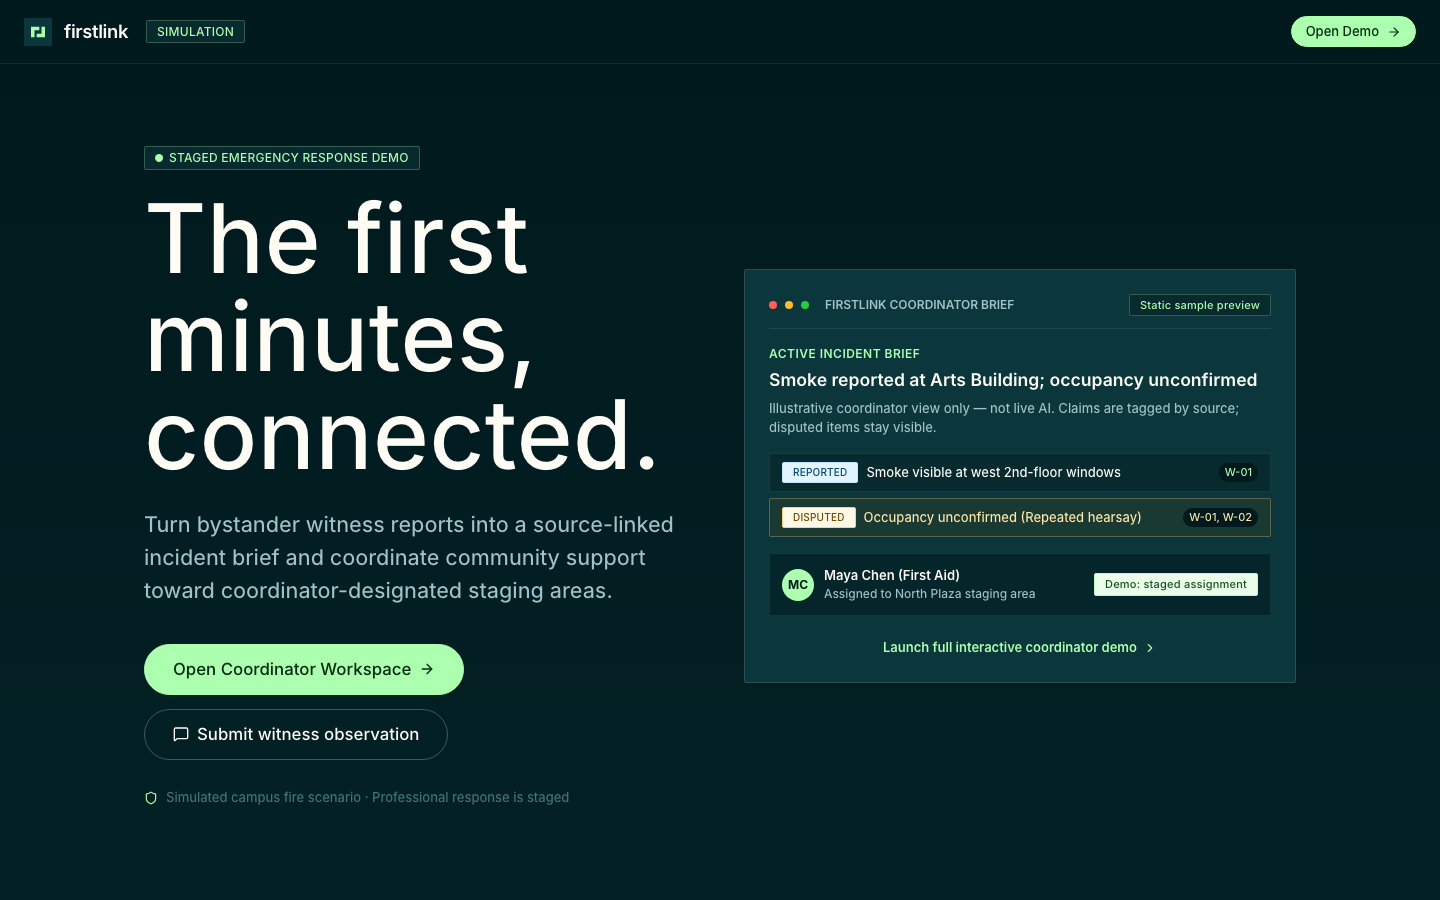 firstlink
SIMULATION
Open Demo
STAGED EMERGENCY RESPONSE DEMO
The first
minutes,
connected.
Turn bystander witness reports into a source-linked
incident brief and coordinate community support
toward coordinator-designated staging areas.
Open Coordinator Workspace
Submit witness observation
Simulated campus fire scenario · Professional response is staged
FIRSTLINK COORDINATOR BRIEF
Static sample preview
ACTIVE INCIDENT BRIEF
Smoke reported at Arts Building; occupancy unconfirmed
Illustrative coordinator view only — not live AI. Claims are tagged by source;
disputed items stay visible.
REPORTED Smoke visible at west 2nd-floor windows W-01
DISPUTED Occupancy unconfirmed (Repeated hearsay) W-01, W-02
MC
Maya Chen (First Aid)
Assigned to North Plaza staging area
Demo: staged assignment
Launch full interactive coordinator demo